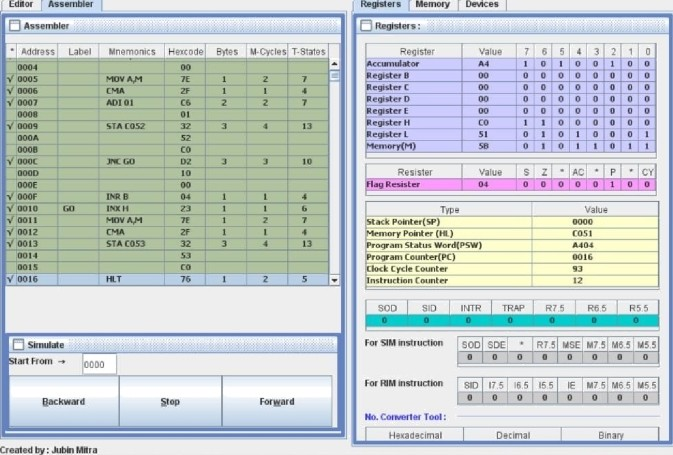 Editor Assembler
Assembler
* Address Label Mnemonics Hexcode Bytes M-Cycles T-States
0004 00
√ 0005 MOV A,M 7E 1 2 7
√ 0006 CMA 2F 1 1 4
√ 0007 ADI 01 C6 2 2 7
0008 01
√ 0009 STA C052 32 3 4 13
000A 52
000B C0
√ 000C JNC GO D2 3 3 10
000D 10
000E 00
√ 000F INR B 04 1 1 4
√ 0010 GO INX H 23 1 1 6
√ 0011 MOV A,M 7E 1 2 7
√ 0012 CMA 2F 1 1 4
√ 0013 STA C053 32 3 4 13
0014 53
0015 C0
√ 0016 HLT 76 1 2 5
Simulate
Start From → 0000
Backward Stop Forward
Created by : Jubin Mitra
Registers Memory Devices
Registers :
Register Value 7 6 5 4 3 2 1 0
Accumulator A4 1 0 1 0 0 1 0 0
Register B 00 0 0 0 0 0 0 0 0
Register C 00 0 0 0 0 0 0 0 0
Register D 00 0 0 0 0 0 0 0 0
Register E 00 0 0 0 0 0 0 0 0
Register H C0 1 1 0 0 0 0 0 0
Register L 51 0 1 0 1 0 0 0 1
Memory(M) 5B 0 1 0 1 1 0 1 1
Resister Value S Z * AC * P * CY
Flag Resister 04 0 0 0 0 0 1 0 0
Type Value
Stack Pointer(SP) 0000
Memory Pointer (HL) C051
Program Status Word(PSW) A404
Program Counter(PC) 0016
Clock Cycle Counter 93
Instruction Counter 12
SOD SID INTR TRAP R7.5 R6.5 R5.5
0 0 0 0 0 0 0
For SIM instruction SOD SDE * R7.5 MSE M7.5 M6.5 M5.5
0 0 0 0 0 0 0 0
For RIM instruction SID I7.5 I6.5 I5.5 IE M7.5 M6.5 M5.5
0 0 0 0 0 0 0 0
No. Converter Tool :
Hexadecimal Decimal Binary